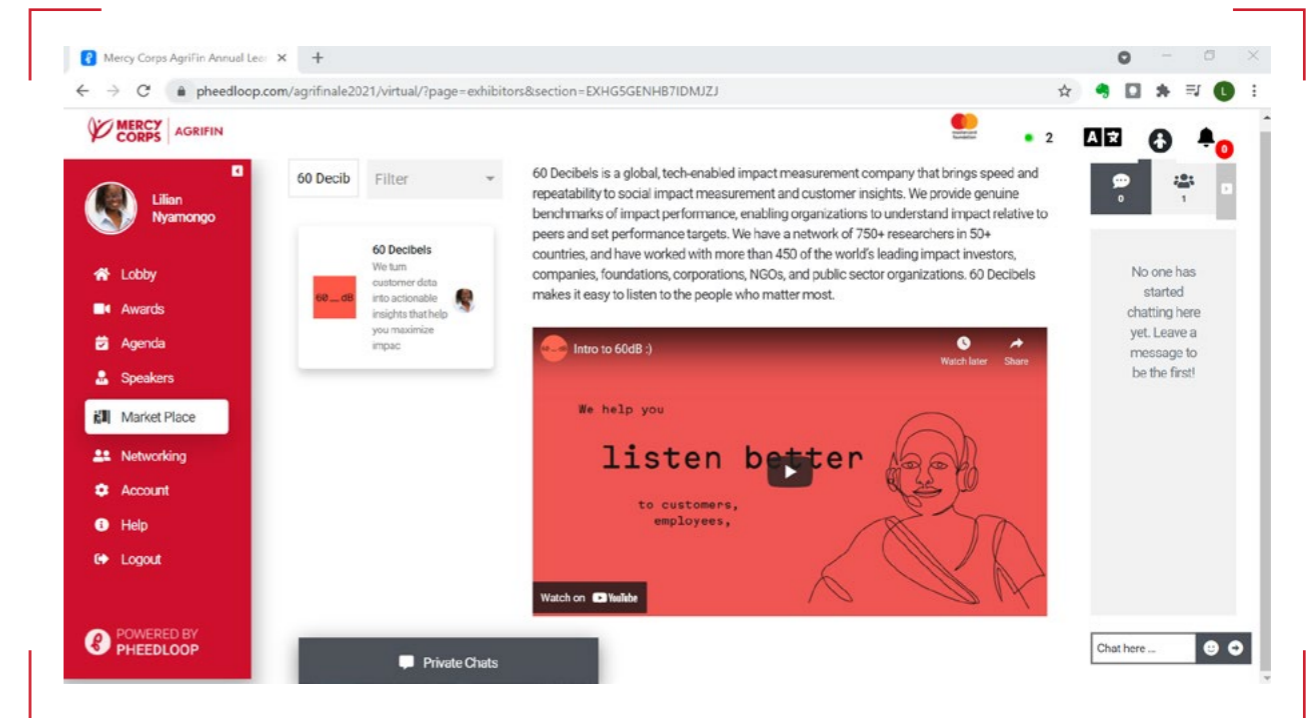 Mercy Corps AgriFin Annual Lear
pheedloop.com/agrifinale2021/virtual/?page=exhibitors&section=EXHG5GENHB7IDMJZJ
L
MERCY
CORPS
AGRIFIN
mastercard
foundation
2
A
0
Lilian
Nyamongo
Lobby
Awards
Agenda
Speakers
Market Place
Networking
Account
Help
Logout
POWERED BY
PHEEDLOOP
60 Decib
Filter
60 Decibels
We turn
customer data
into actionable
insights that help
you maximize
impac
60__dB
60 Decibels is a global, tech-enabled impact measurement company that brings speed and
repeatability to social impact measurement and customer insights. We provide genuine
benchmarks of impact performance, enabling organizations to understand impact relative to
peers and set performance targets. We have a network of 750+ researchers in 50+
countries, and have worked with more than 450 of the world's leading impact investors,
companies, foundations, corporations, NGOs, and public sector organizations. 60 Decibels
makes it easy to listen to the people who matter most.
Intro to 60dB :)
Watch later
Share
We help you
listen better
to customers,
employees,
Watch on YouTube
Private Chats
0
1
No one has
started
chatting here
yet. Leave a
message to
be the first!
Chat here ...